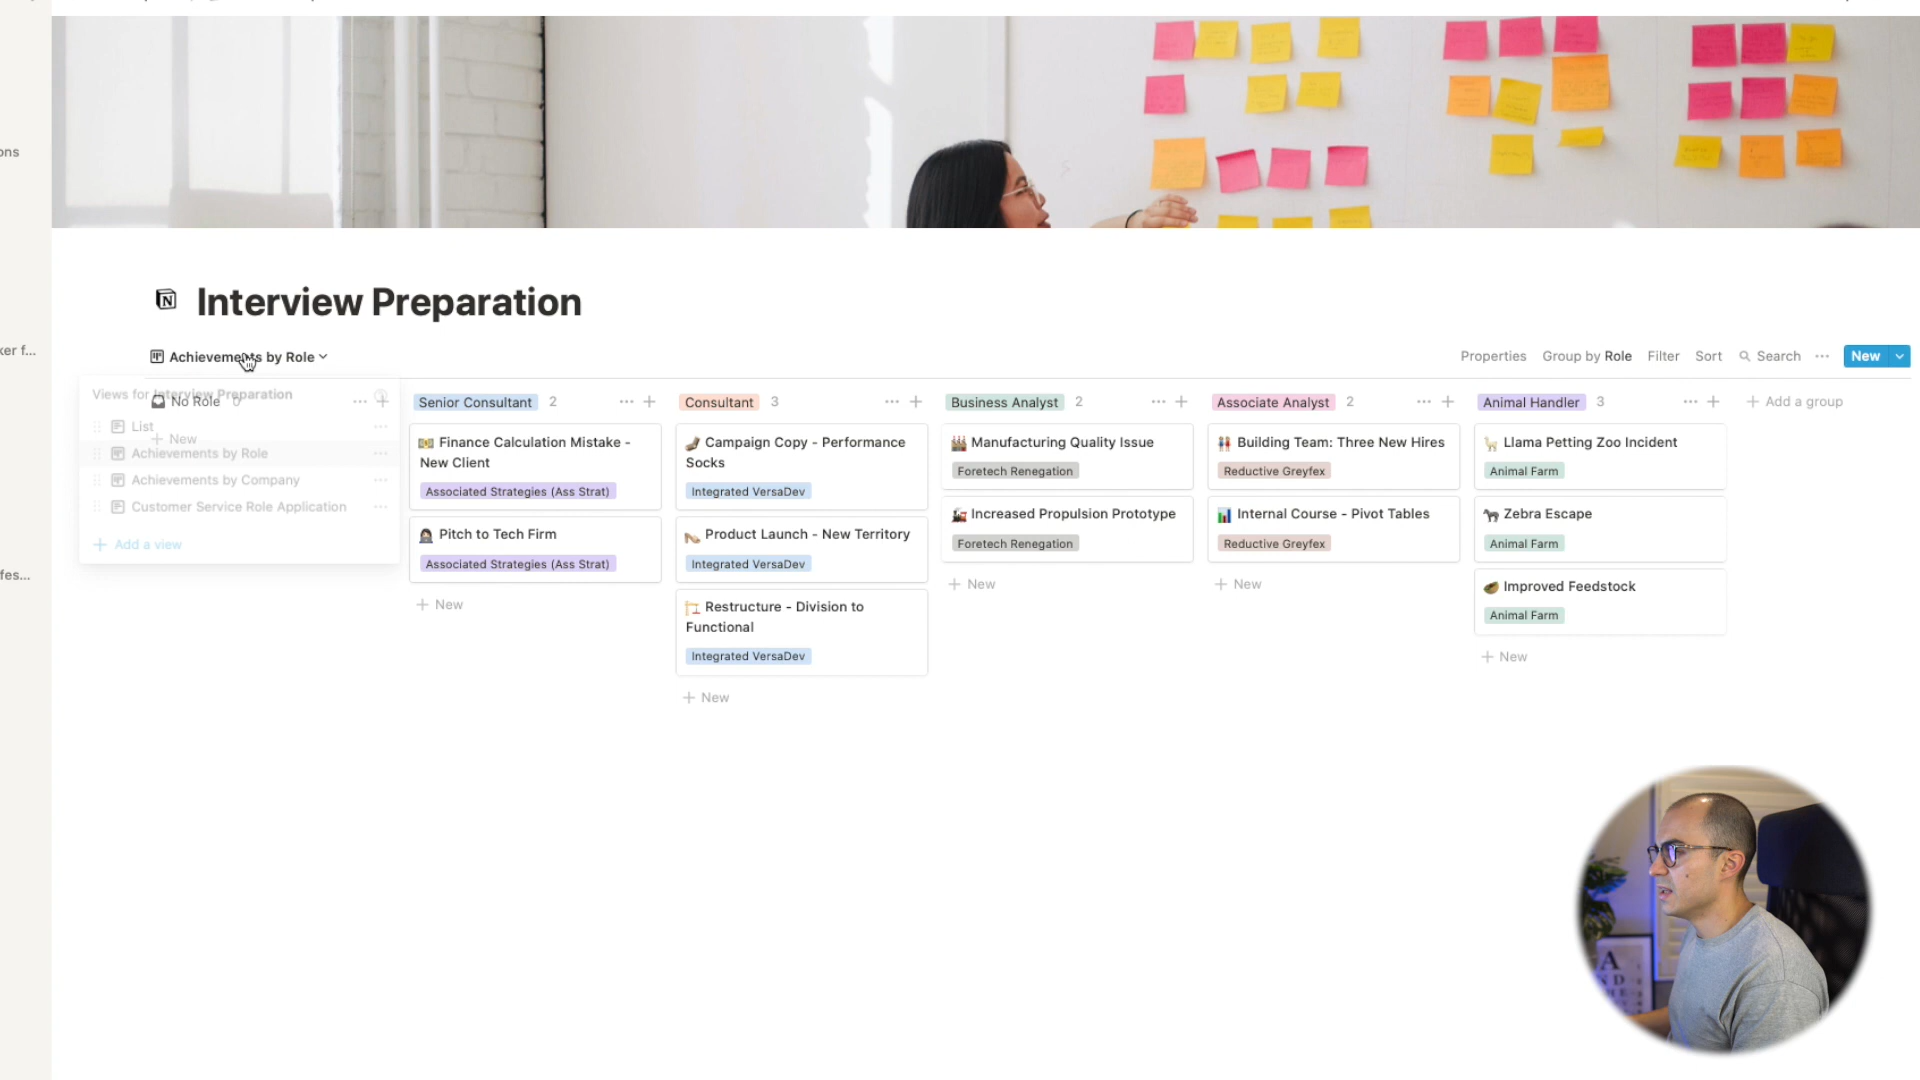 ons
ker f...
fes...
Interview Preparation
Achievements by Role
Properties Group by Role Filter Sort Search ... New
Views for Interview Preparation
List
Achievements by Role
Achievements by Company
Customer Service Role Application
Add a view
No Role 0
New
Senior Consultant 2
Finance Calculation Mistake -
New Client
Associated Strategies (Ass Strat)
Pitch to Tech Firm
Associated Strategies (Ass Strat)
New
Consultant 3
Campaign Copy - Performance
Socks
Integrated VersaDev
Product Launch - New Territory
Integrated VersaDev
Restructure - Division to
Functional
Integrated VersaDev
New
Business Analyst 2
Manufacturing Quality Issue
Foretech Renegation
Increased Propulsion Prototype
Foretech Renegation
New
Associate Analyst 2
Building Team: Three New Hires
Reductive Greyfex
Internal Course - Pivot Tables
Reductive Greyfex
New
Animal Handler 3
Llama Petting Zoo Incident
Animal Farm
Zebra Escape
Animal Farm
Improved Feedstock
Animal Farm
New
Add a group